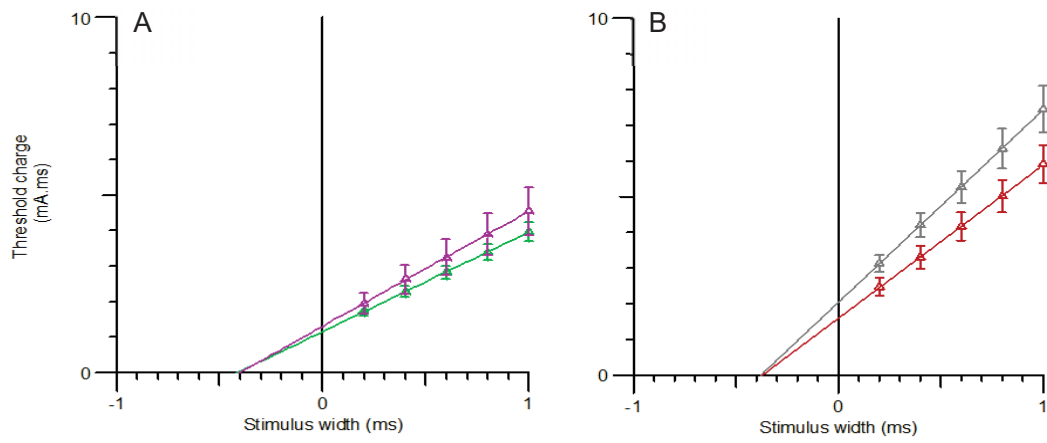 A
B
10
10
Threshold charge
(mA.ms)
0
0
-1
0
1
-1
0
1
Stimulus width (ms)
Stimulus width (ms)